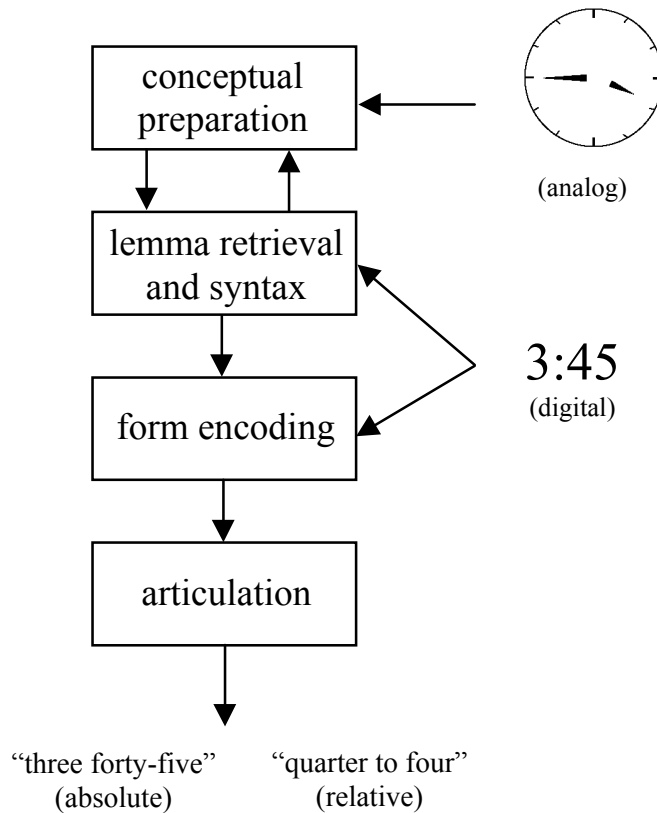 conceptual
preparation
(analog)
lemma retrieval
and syntax
3:45
(digital)
form encoding
articulation
“three forty-five”
(absolute)
“quarter to four”
(relative)